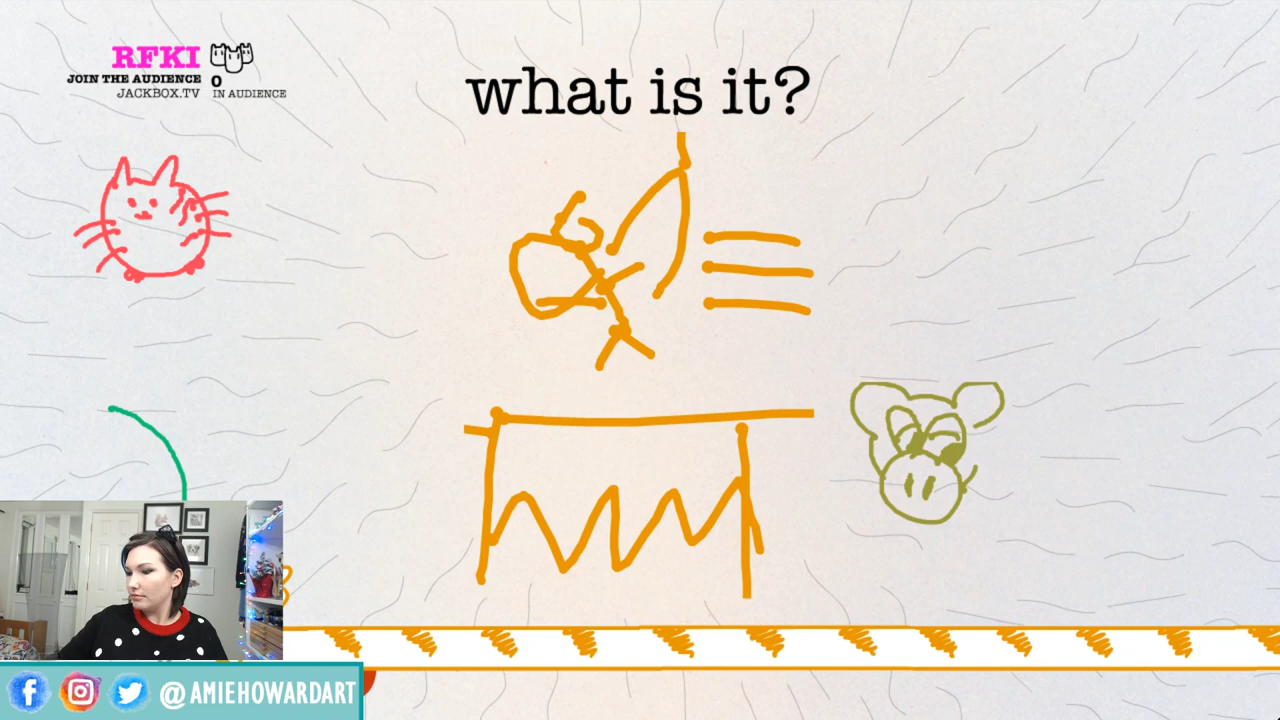 RFKI
JOIN THE AUDIENCE
JACKBOX.TV
0
IN AUDIENCE
what is it?
@AMIEHOWARDART